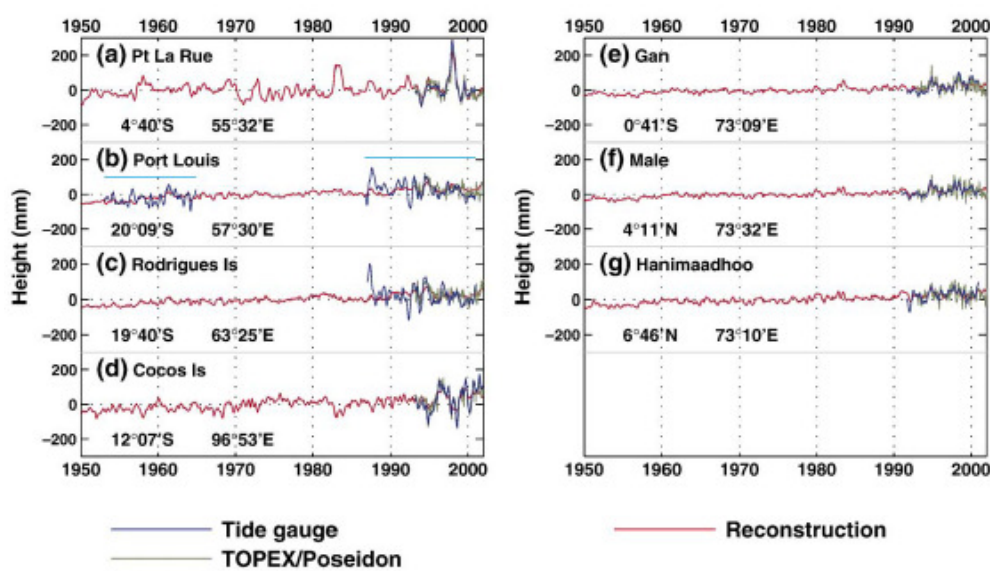 1950 1960 1970 1980 1990 2000
200
0
−200
(a) Pt La Rue
4°40'S 55°32'E
200
0
−200
(b) Port Louis
20°09'S 57°30'E
200
0
−200
(c) Rodrigues Is
19°40'S 63°25'E
200
0
−200
(d) Cocos Is
12°07'S 96°53'E
Height (mm)
1950 1960 1970 1980 1990 2000
1950 1960 1970 1980 1990 2000
200
0
−200
(e) Gan
0°41'S 73°09'E
200
0
−200
(f) Male
4°11'N 73°32'E
200
0
−200
(g) Hanimaadhoo
6°46'N 73°10'E
Height (mm)
1950 1960 1970 1980 1990 2000
Tide gauge
TOPEX/Poseidon
Reconstruction